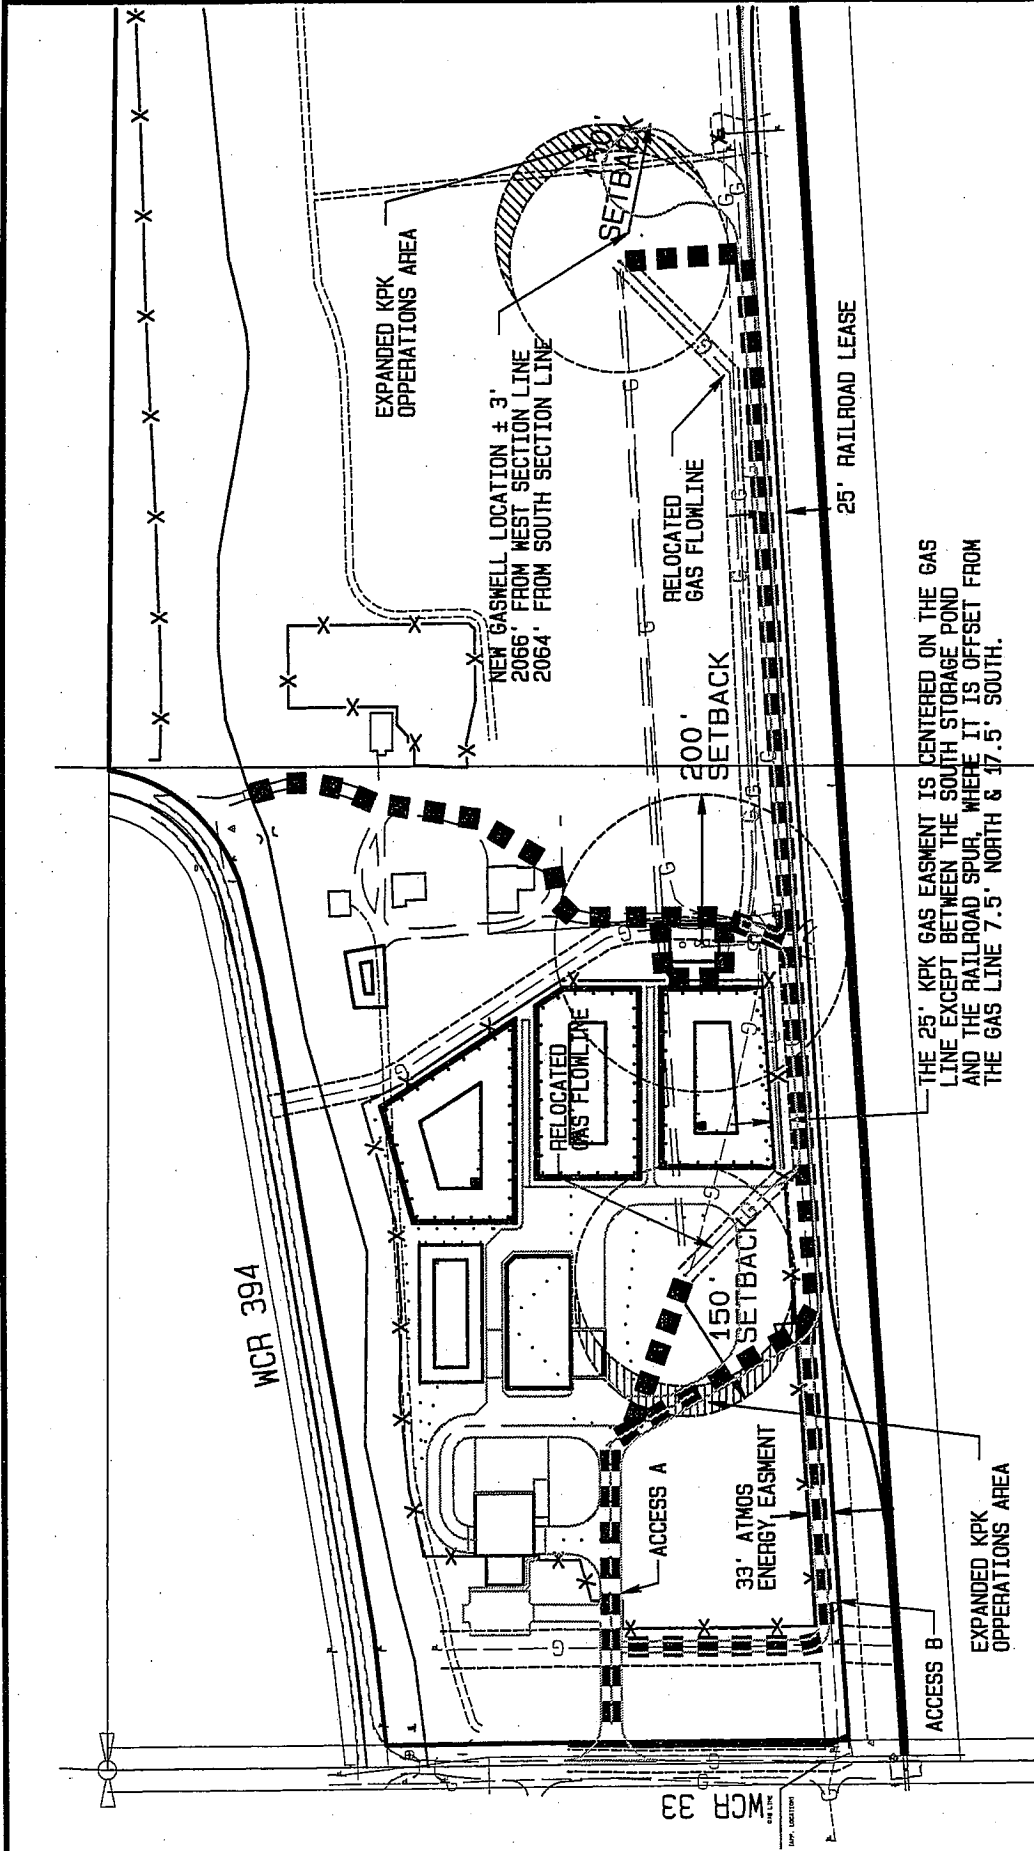 WCR 394
EXPANDED KPK
OPPERATIONS AREA
NEW GASWELL LOCATION ± 3'
2066' FROM WEST SECTION LINE
2064' FROM SOUTH SECTION LINE
150'
SETBACK
RELOCATED
GAS FLOWLINE
RELOCATED
GAS FLOWLINE
200'
SETBACK
SETBACK
25' RAILROAD LEASE
ACCESS A
33' ATMOS
ENERGY EASMENT
ACCESS B
EXPANDED KPK
OPPERATIONS AREA
THE 25' KPK GAS EASMENT IS CENTERED ON THE GAS
LINE EXCEPT BETWEEN THE SOUTH STORAGE POND
AND THE RAILROAD SPUR, WHERE IT IS OFFSET FROM
THE GAS LINE 7.5' NORTH & 17.5' SOUTH.
WCR 33